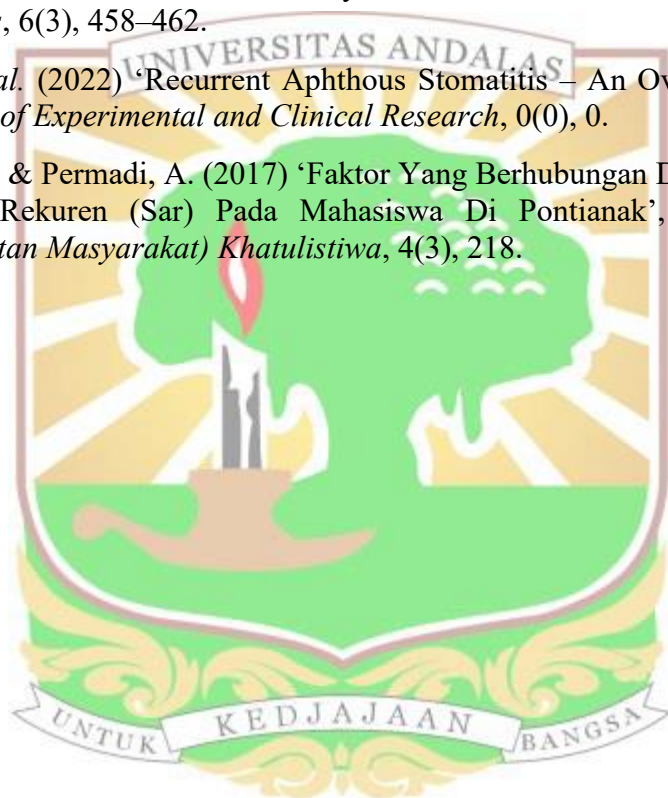 , 6(3), 458–462.
UNIVERSITAS ANDALAS
al. (2022) ‘Recurrent Aphthous Stomatitis – An Ov
of Experimental and Clinical Research, 0(0), 0.
& Permadi, A. (2017) ‘Faktor Yang Berhubungan D
Rekuren (Sar) Pada Mahasiswa Di Pontianak’,
tan Masyarakat) Khatulistiwa, 4(3), 218.
UNTUK KEDJAJAAN BANGSA